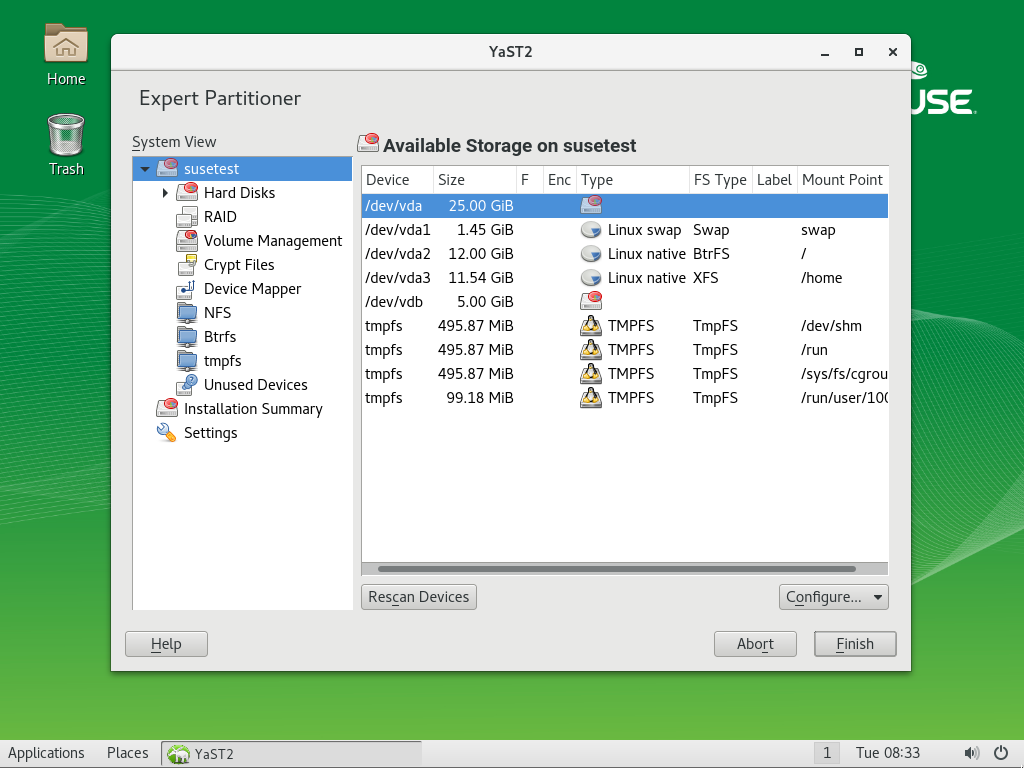 YaST2
Home
Trash
USE
Expert Partitioner
System View
susetest
Hard Disks
RAID
Volume Management
Crypt Files
Device Mapper
NFS
Btrfs
tmpfs
Unused Devices
Installation Summary
Settings
Available Storage on susetest
Device Size F Enc Type FS Type Label Mount Point
/dev/vda 25.00 GiB
/dev/vda1 1.45 GiB Linux swap Swap swap
/dev/vda2 12.00 GiB Linux native BtrFS /
/dev/vda3 11.54 GiB Linux native XFS /home
/dev/vdb 5.00 GiB
tmpfs 495.87 MiB TMPFS TmpFS /dev/shm
tmpfs 495.87 MiB TMPFS TmpFS /run
tmpfs 495.87 MiB TMPFS TmpFS /sys/fs/cgrou
tmpfs 99.18 MiB TMPFS TmpFS /run/user/100
Rescan Devices Configure...
Help Abort Finish
Applications Places YaST2 1 Tue 08:33